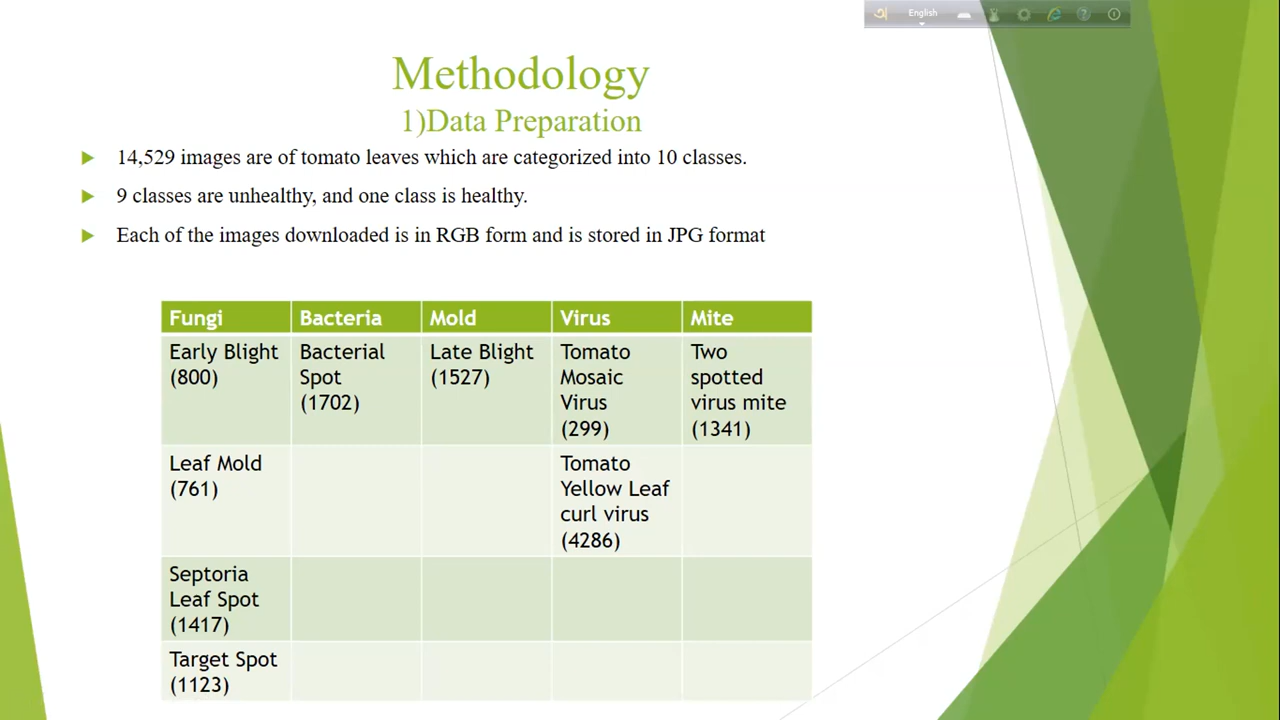 अ English
Methodology
1)Data Preparation
14,529 images are of tomato leaves which are categorized into 10 classes.
9 classes are unhealthy, and one class is healthy.
Each of the images downloaded is in RGB form and is stored in JPG format
Fungi Bacteria Mold Virus Mite
Early Blight Bacterial Late Blight Tomato Two
(800) Spot (1527) Mosaic spotted
(1702) Virus virus mite
(299) (1341)
Leaf Mold Tomato
(761) Yellow Leaf
curl virus
(4286)
Septoria
Leaf Spot
(1417)
Target Spot
(1123)